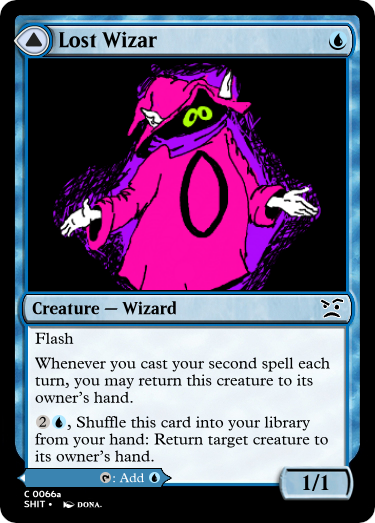 Lost Wizar
Creature — Wizard
Flash
Whenever you cast your second spell each
turn, you may return this creature to its
owner's hand.
2, Shuffle this card into your library
from your hand: Return target creature to
its owner's hand.
: Add
1/1
C 0066a
SHIT • DONA.